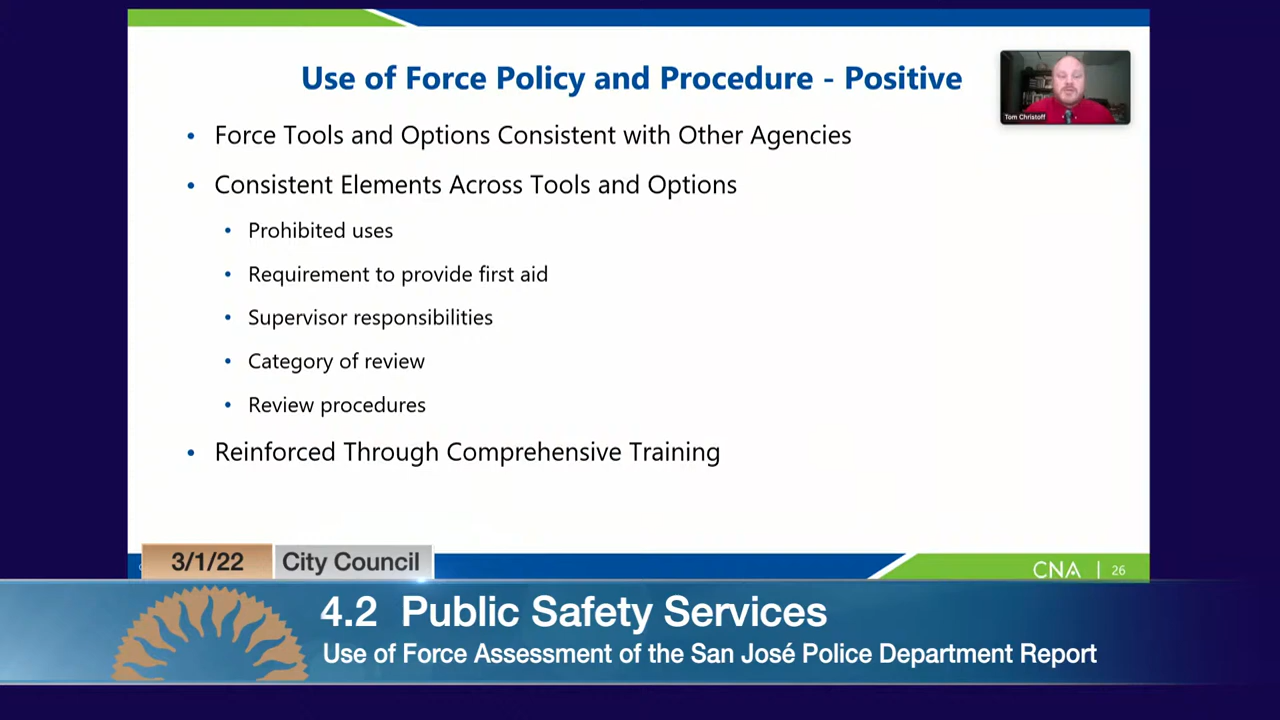 Use of Force Policy and Procedure - Positive
Tom Christoff
• Force Tools and Options Consistent with Other Agencies
• Consistent Elements Across Tools and Options
• Prohibited uses
• Requirement to provide first aid
• Supervisor responsibilities
• Category of review
• Review procedures
• Reinforced Through Comprehensive Training
3/1/22 City Council
CNA | 26
4.2 Public Safety Services
Use of Force Assessment of the San José Police Department Report